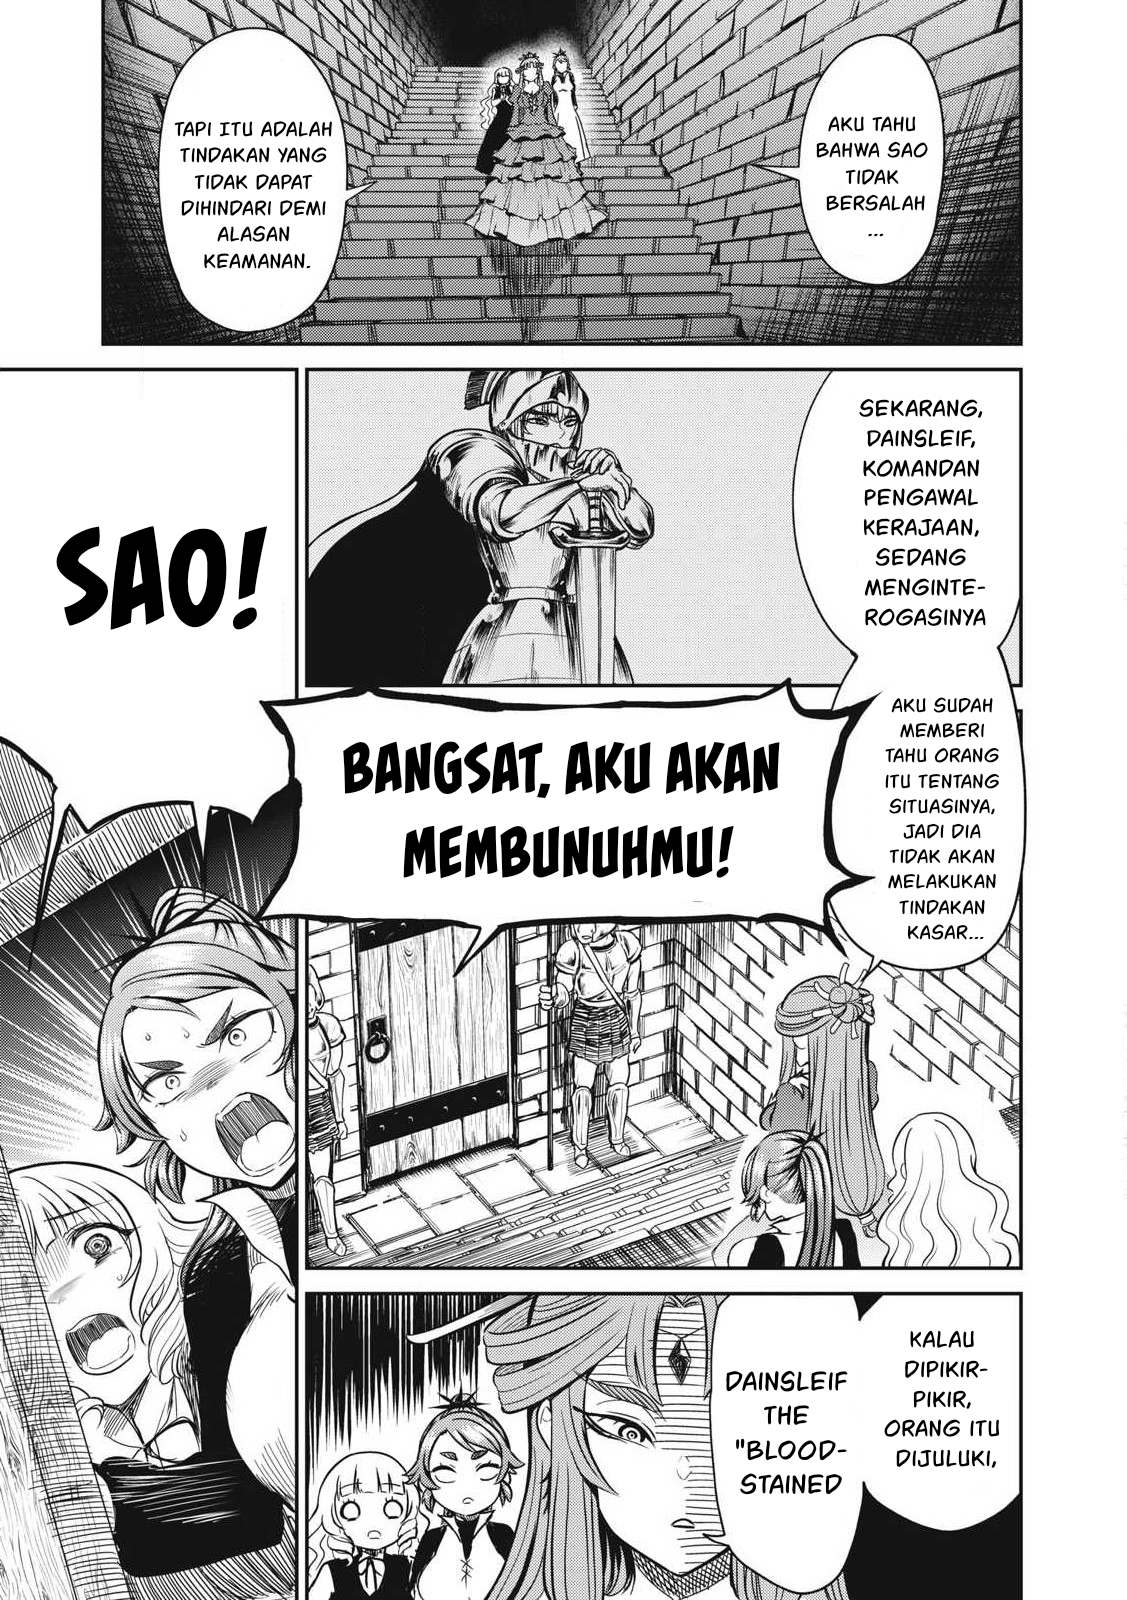 AKU TAHU
BAHWA SAO
TIDAK
BERSALAH
...
TAPI ITU ADALAH
TINDAKAN YANG
TIDAK DAPAT
DIHINDARI DEMI
ALASAN
KEAMANAN.
SEKARANG,
DAINSLEIF,
KOMANDAN
PENGAWAL
KERAJAAN,
SEDANG
MENGINTE-
ROGASINYA
AKU SUDAH
MEMBERI
TAHU ORANG
ITU TENTANG
SITUASINYA,
JADI DIA
TIDAK AKAN
MELAKUKAN
TINDAKAN
KASAR...
BANGSAT, AKU AKAN
MEMBUNUHMU!
KALAU
DIPIKIR-
PIKIR,
ORANG ITU
DIJULUKI,
DAINSLEIF
THE
"BLOOD-
STAINED
SAO!